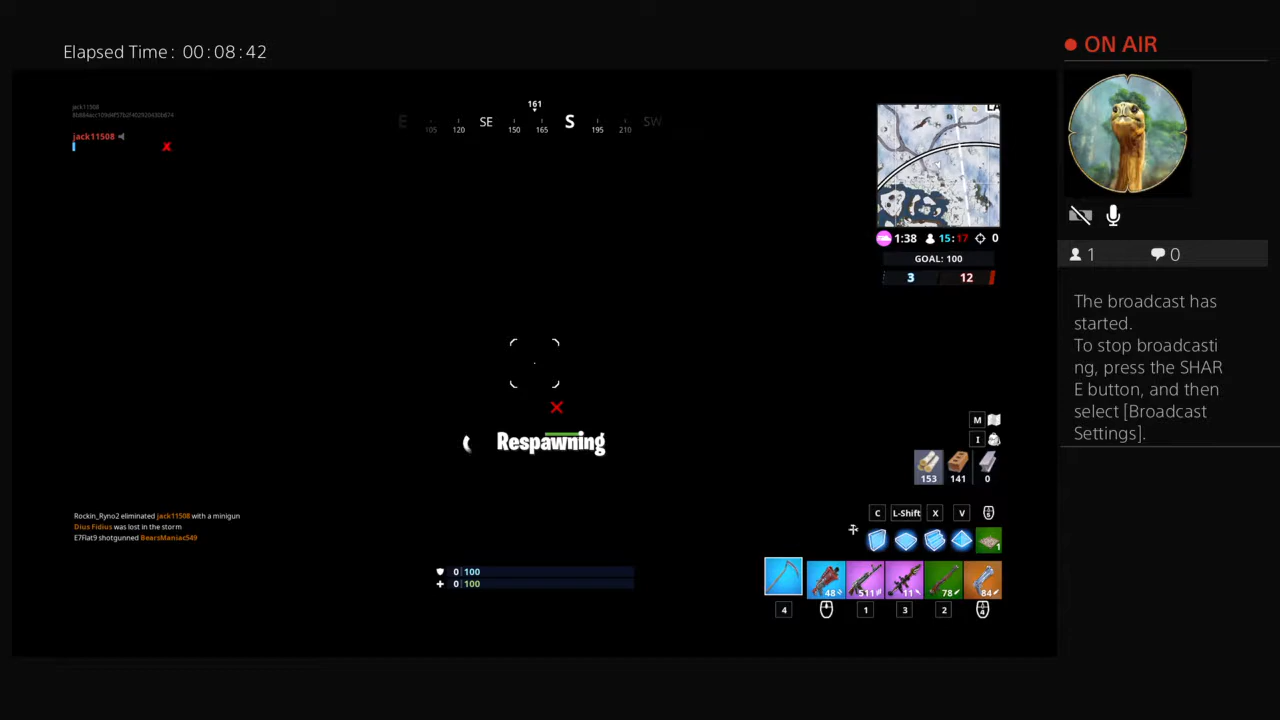 Elapsed Time: 00:08:42
ON AIR
jack11508
jack11508
X
161
E 105 120 SE 150 165 S 195 210 SW
1:38 15:17 0
GOAL: 100
3 12
1 0
The broadcast has
started.
To stop broadcasti
ng, press the SHAR
E button, and then
select [Broadcast
Settings].
Respawning
M
I
153 141 0
Rockin_Ryno2 eliminated jack11508 with a minigun
Dius Fidius was lost in the storm
E7Flat9 shotgunned BearsManiac549
C L-Shift X V
1
0 100
0 100
48 511 11 78 84
4 1 3 2 4